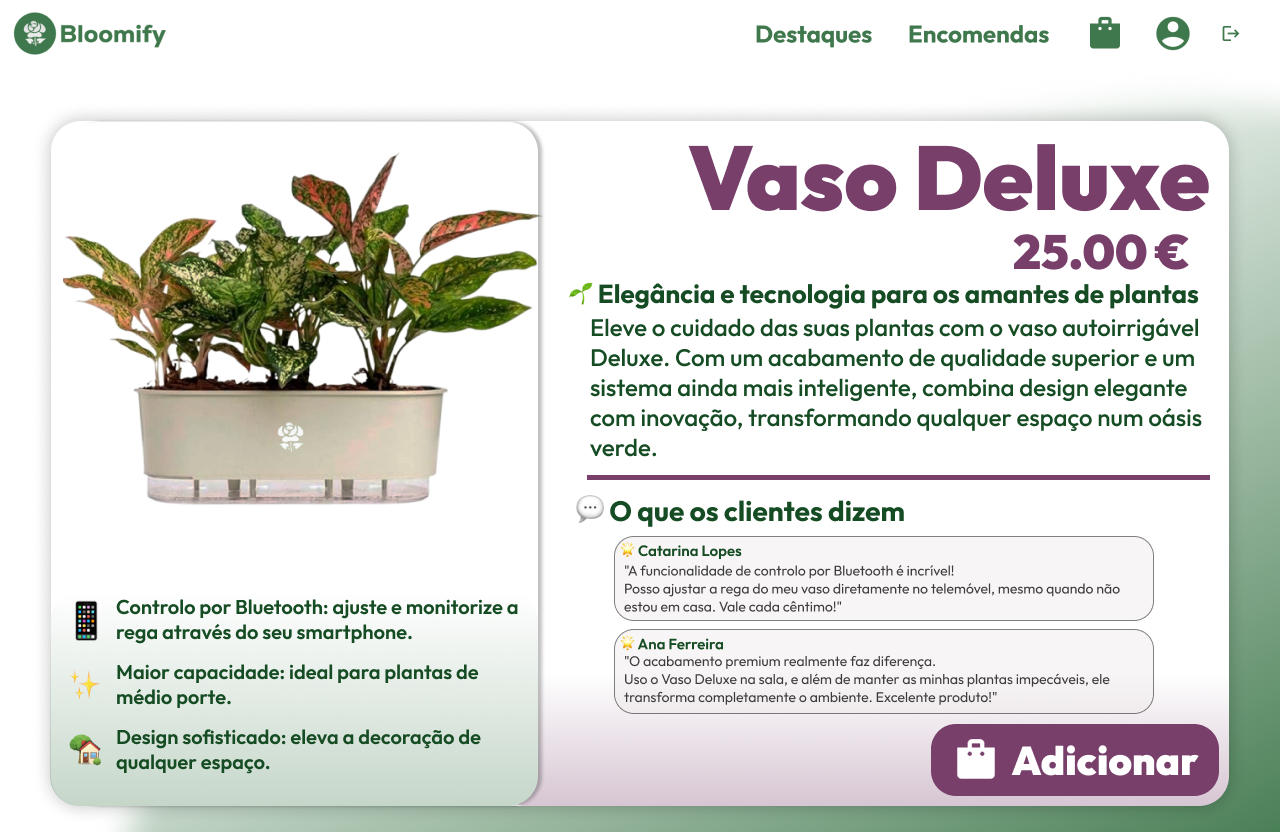 Bloomify
Destaques
Encomendas
Vaso Deluxe
25.00 €
🌱 Elegância e tecnologia para os amantes de plantas
Eleve o cuidado das suas plantas com o vaso autoirrigável
Deluxe. Com um acabamento de qualidade superior e um
sistema ainda mais inteligente, combina design elegante
com inovação, transformando qualquer espaço num oásis
verde.
💬 O que os clientes dizem
🌟 Catarina Lopes
"A funcionalidade de controlo por Bluetooth é incrível!
Posso ajustar a rega do meu vaso diretamente no telemóvel, mesmo quando não
estou em casa. Vale cada cêntimo!"
🌟 Ana Ferreira
"O acabamento premium realmente faz diferença.
Uso o Vaso Deluxe na sala, e além de manter as minhas plantas impecáveis, ele
transforma completamente o ambiente. Excelente produto!"
Adicionar
📱 Controlo por Bluetooth: ajuste e monitorize a
rega através do seu smartphone.
✨ Maior capacidade: ideal para plantas de
médio porte.
🏡 Design sofisticado: eleva a decoração de
qualquer espaço.